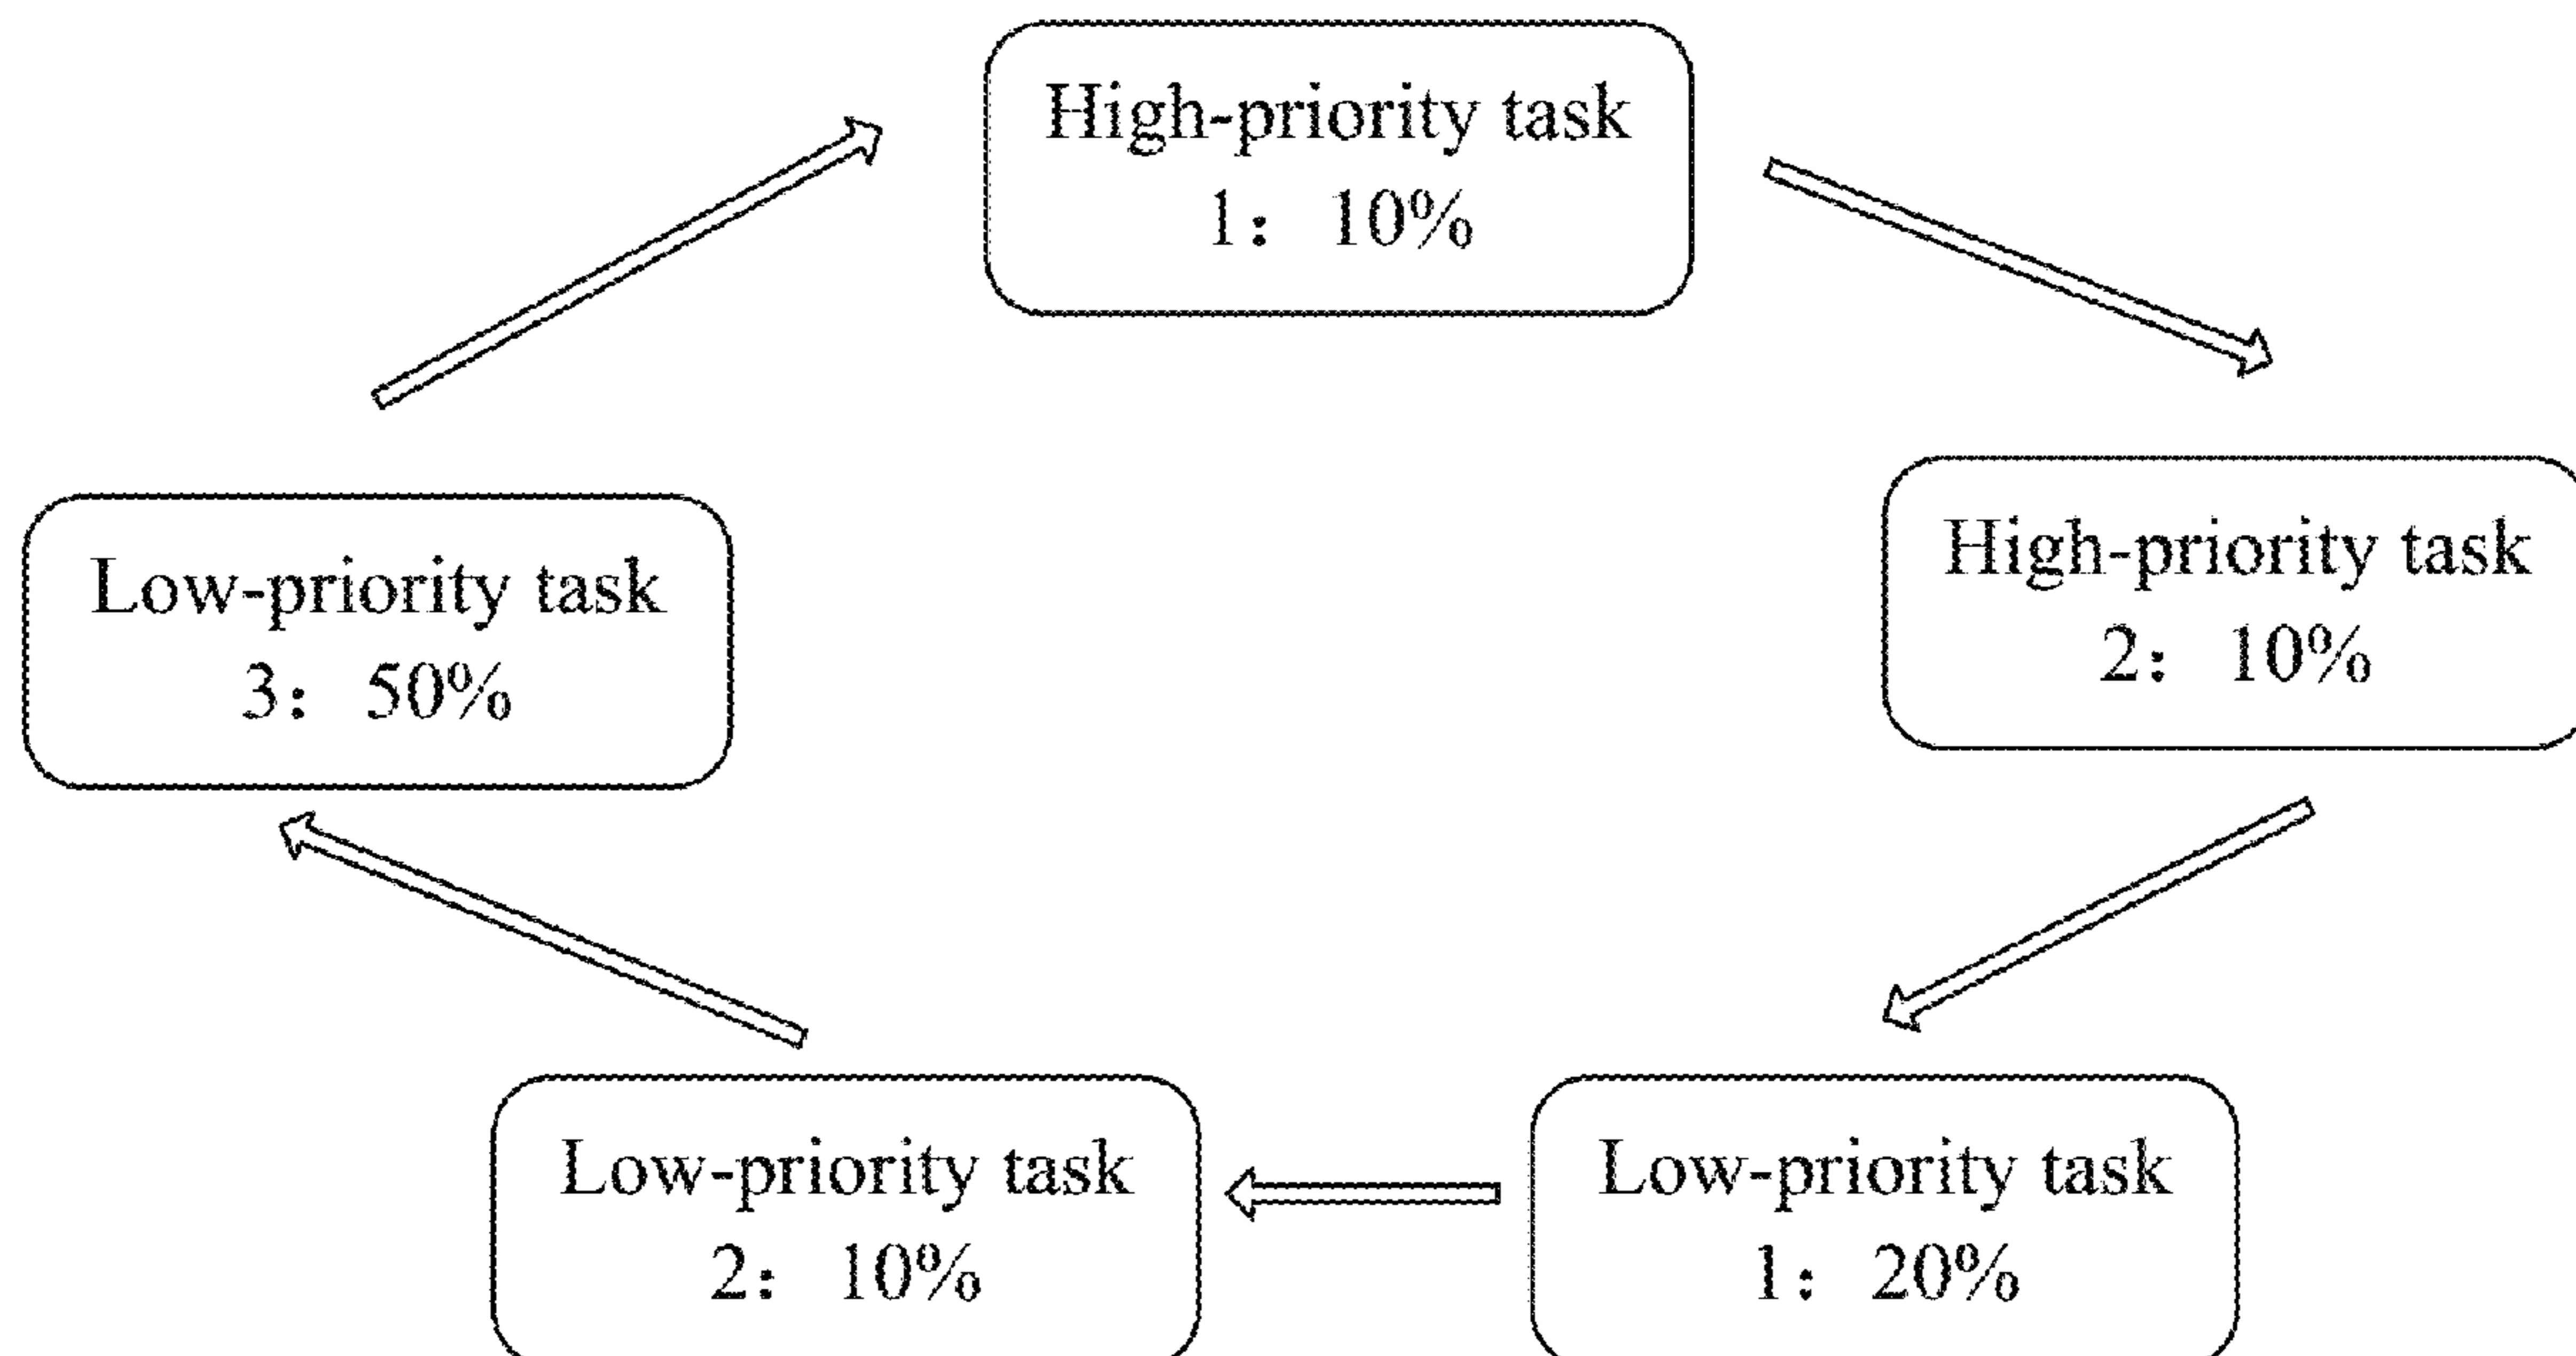 High-priority task
1： 10%
High-priority task
2： 10%
Low-priority task
1： 20%
Low-priority task
2： 10%
Low-priority task
3： 50%